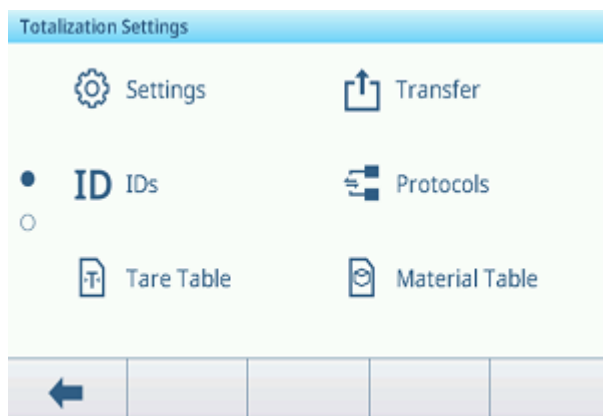 Totalization Settings
Settings
Transfer
ID IDs
Protocols
T Tare Table
Material Table